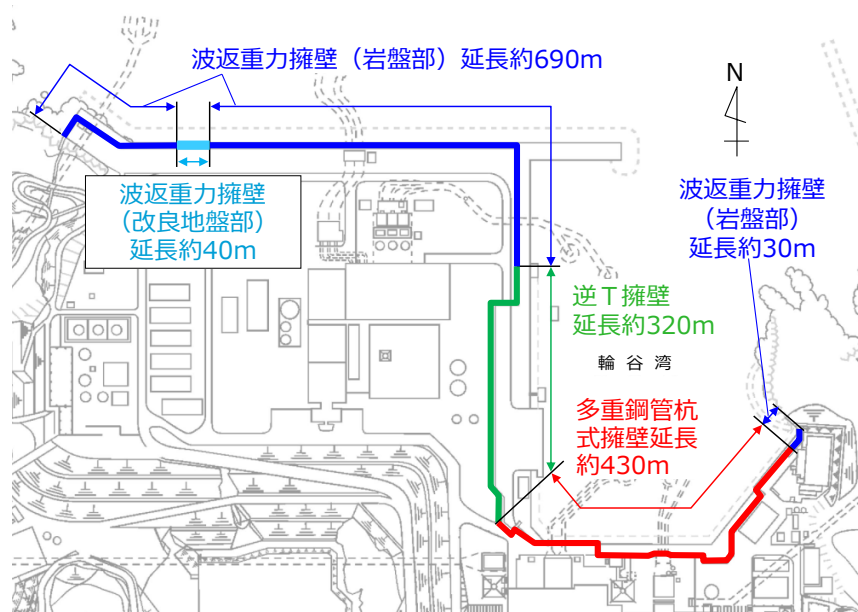 波返重力擁壁（岩盤部）延長約690m
N
波返重力擁壁
（改良地盤部）
延長約40m
波返重力擁壁
（岩盤部）
延長約30m
逆Ｔ擁壁
延長約320m
輪谷湾
多重鋼管杭
式擁壁延長
約430m